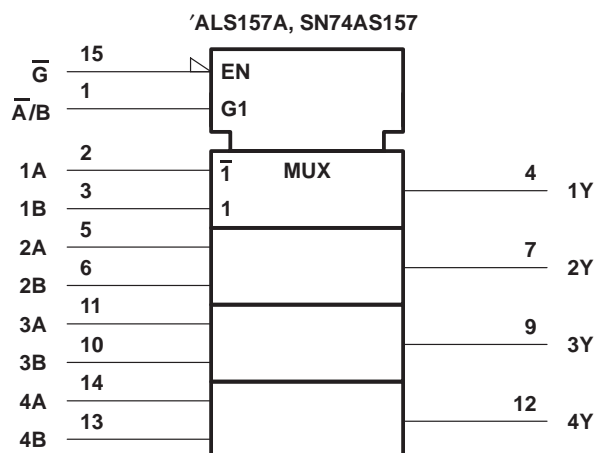 ′ALS157A, SN74AS157
G̅ 15 EN
A̅/B 1 G1
MUX
1A 2 1̅ 4 1Y
1B 3 1
2A 5 7 2Y
2B 6
3A 11 9 3Y
3B 10
4A 14 12 4Y
4B 13